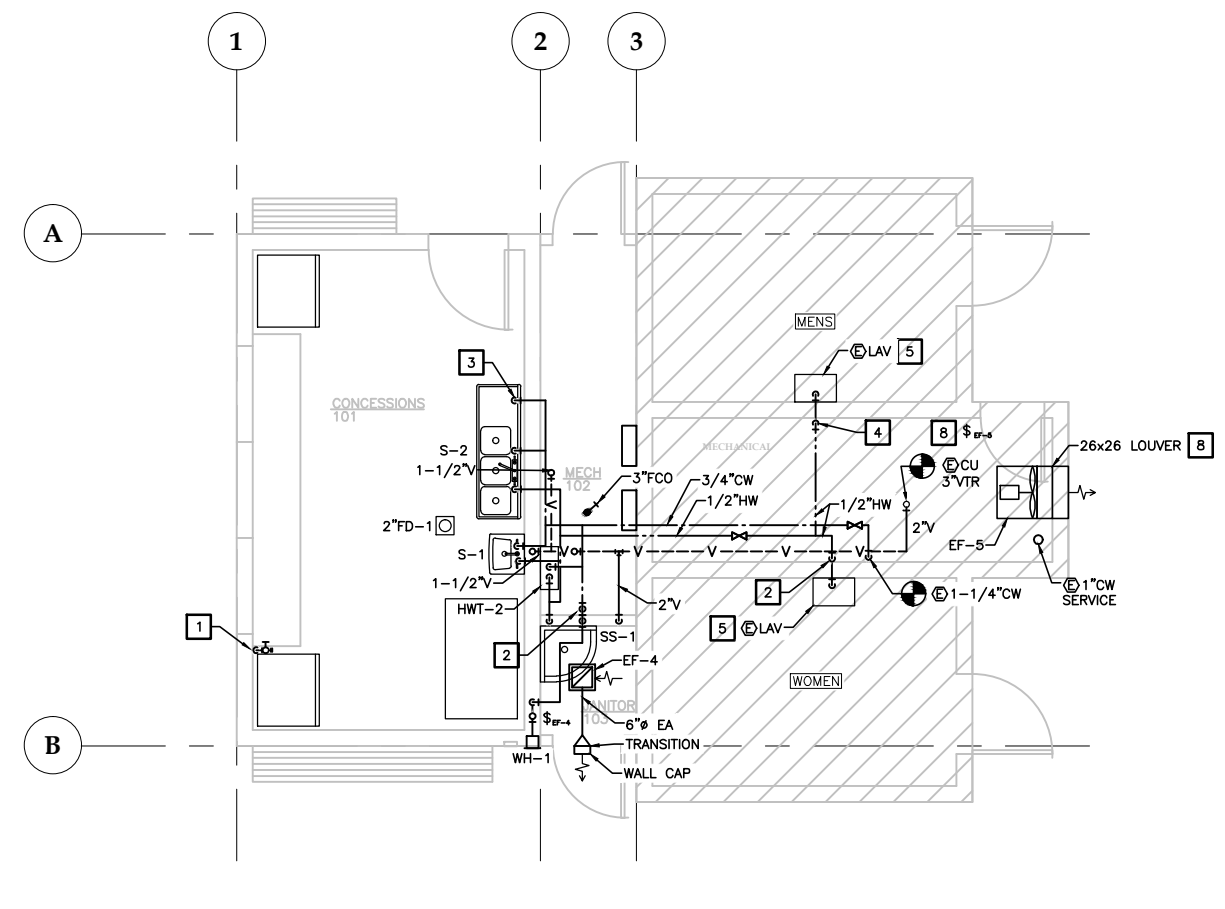 1
2
3
A
MENS
Ⓔ LAV 5
3
CONCESSIONS
101
4
8 $EF-5
MECHANICAL
26x26 LOUVER 8
S-2
1-1/2"V
MECH
102
Ⓔ CU
3"VTR
3"FCO
3/4"CW
1/2"HW
1/2"HW
2"FD-1
2"V
EF-5
S-1
V
V
V
V
V
V
1-1/2"V
Ⓔ 1"CW
SERVICE
2
Ⓔ 1-1/4"CW
HWT-2
2"V
1
5 Ⓔ LAV
SS-1
2
EF-4
WOMEN
JANITOR
103
$EF-4
6"ø EA
B
TRANSITION
WH-1
WALL CAP